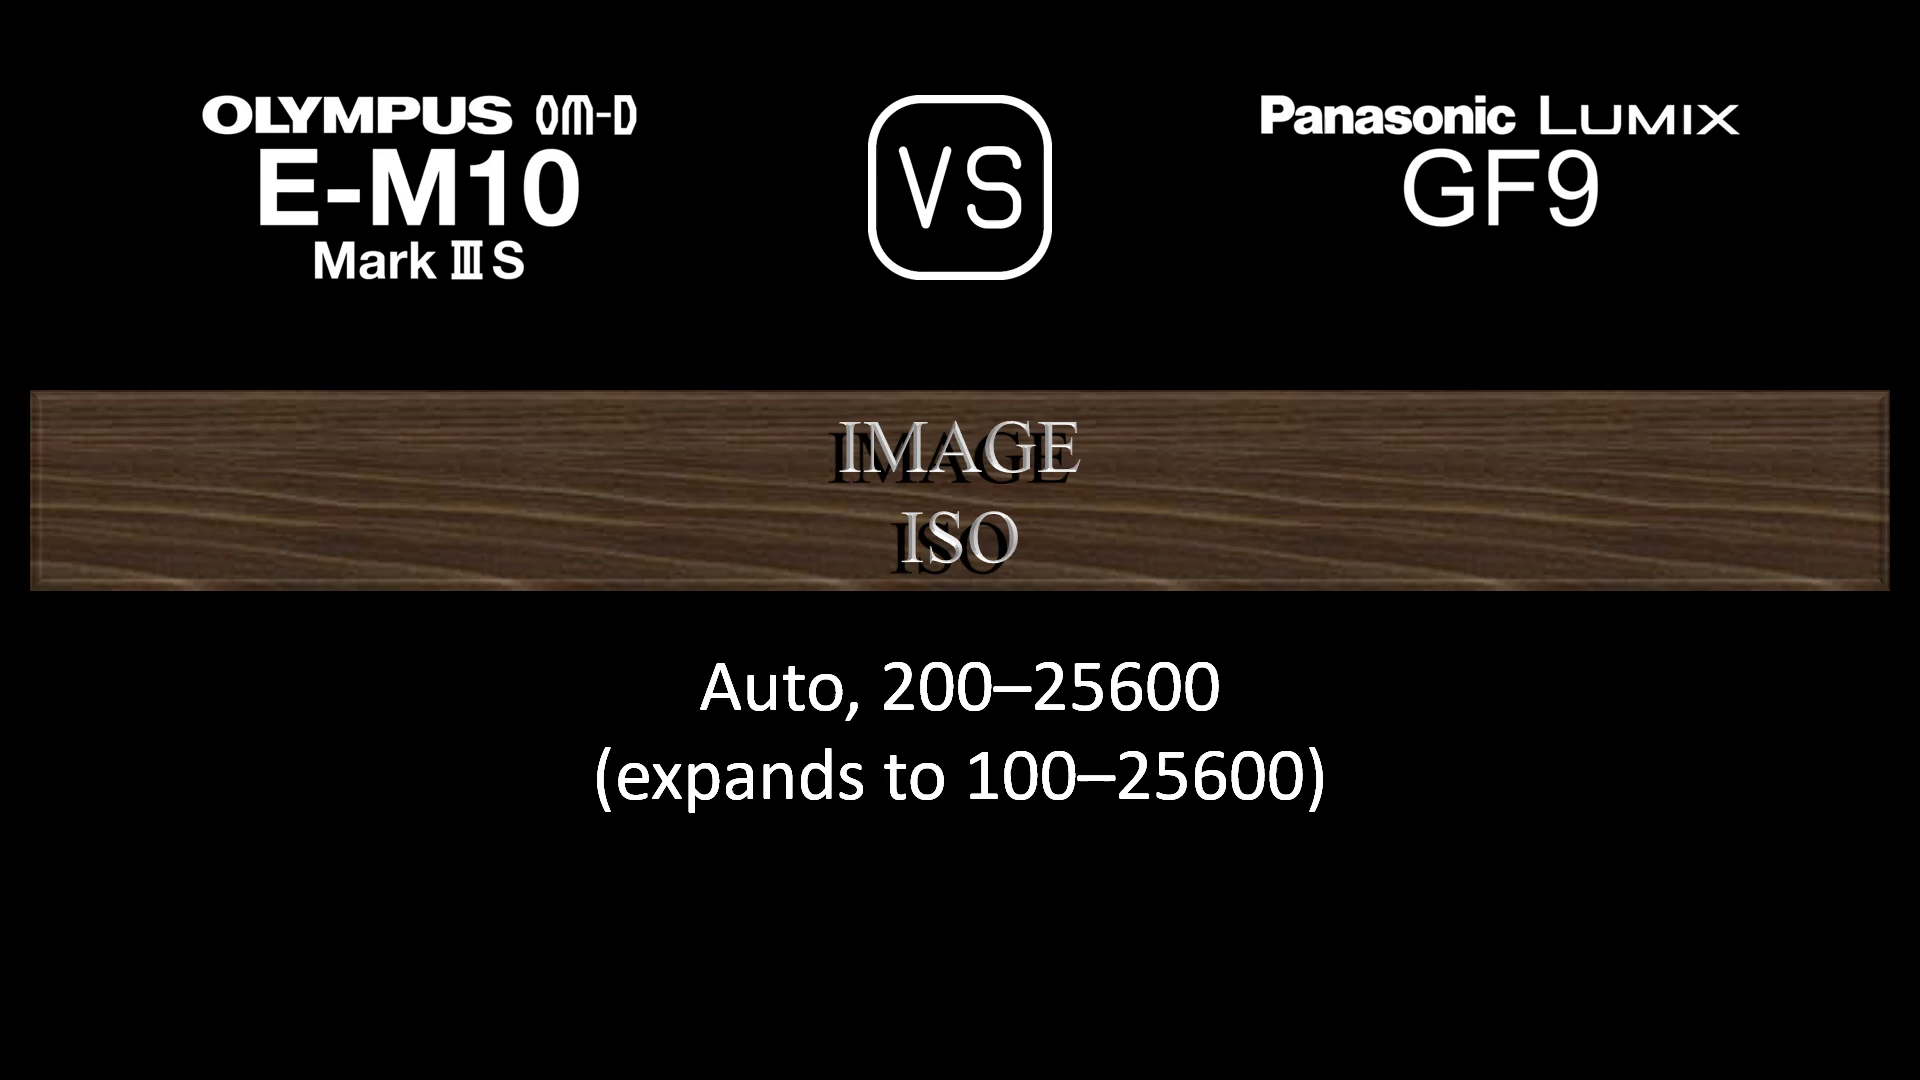 OLYMPUS OM-D
E-M10
Mark III S
VS
Panasonic LUMIX
GF9
IMAGE
ISO
Auto, 200–25600
(expands to 100–25600)